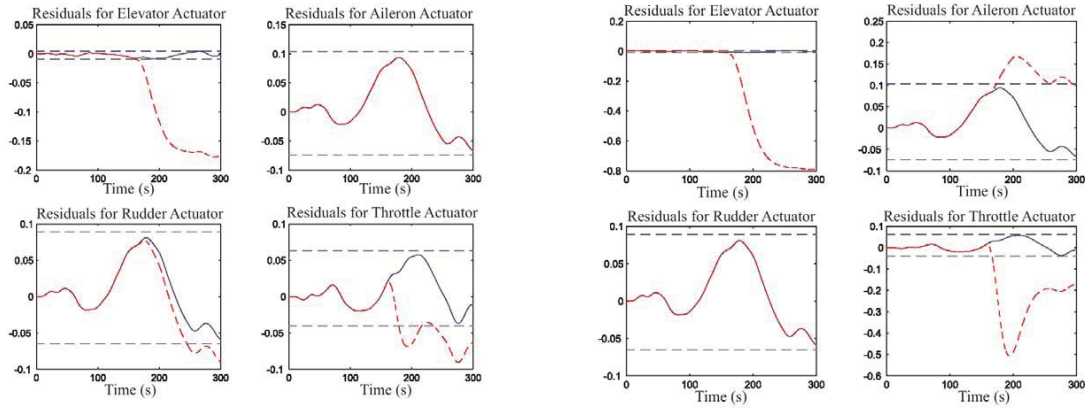 Residuals for Elevator Actuator
0.05
0
-0.05
-0.1
-0.15
-0.2
0 100 200 300
Time (s)
Residuals for Aileron Actuator
0.15
0.1
0.05
0
-0.05
-0.1
0 100 200 300
Time (s)
Residuals for Rudder Actuator
0.1
0.05
0
-0.05
-0.1
0 100 200 300
Time (s)
Residuals for Throttle Actuator
0.1
0.05
0
-0.05
-0.1
0 100 200 300
Time (s)
Residuals for Elevator Actuator
0.2
0
-0.2
-0.4
-0.6
-0.8
0 100 200 300
Time (s)
Residuals for Aileron Actuator
0.25
0.2
0.15
0.1
0.05
0
-0.05
-0.1
0 100 200 300
Time (s)
Residuals for Rudder Actuator
0.1
0.05
0
-0.05
-0.1
0 100 200 300
Time (s)
Residuals for Throttle Actuator
0.1
0
-0.1
-0.2
-0.3
-0.4
-0.5
-0.6
0 100 200 300
Time (s)